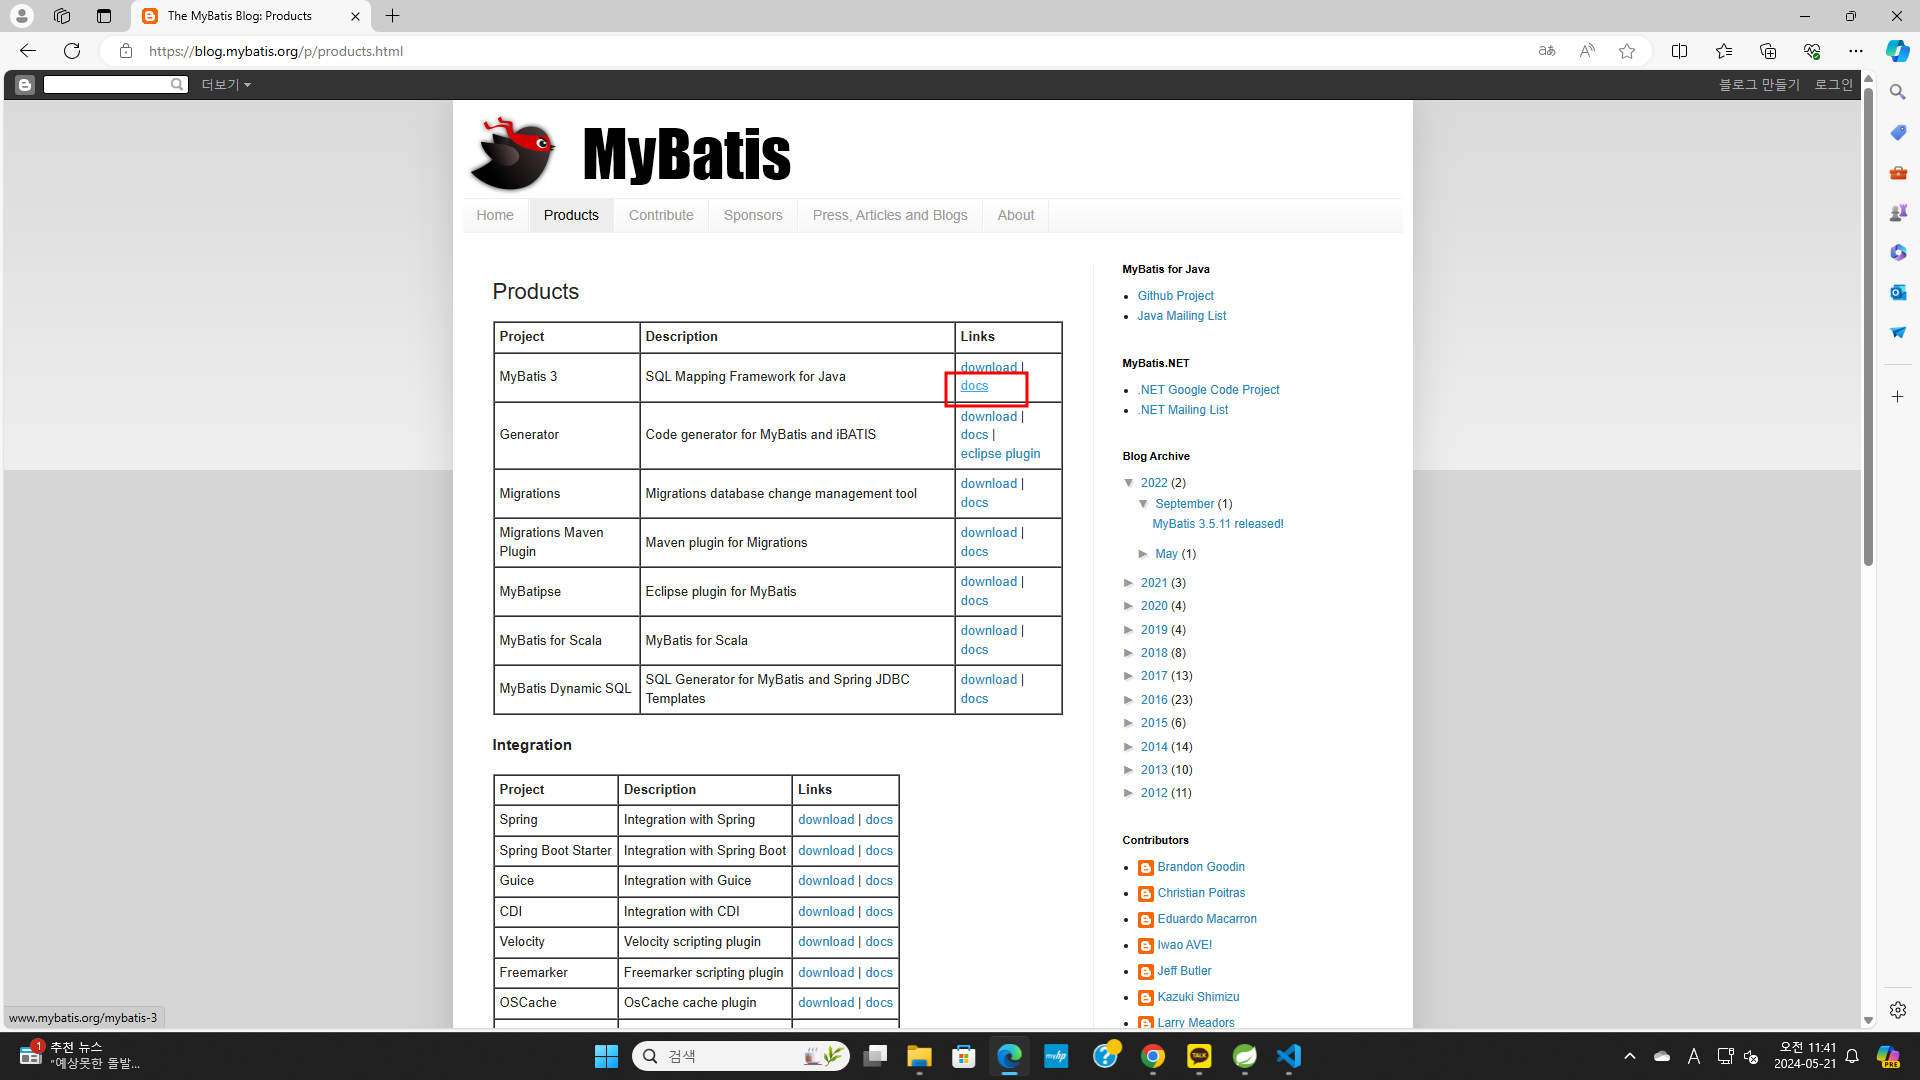 The MyBatis Blog: Products
https://blog.mybatis.org/p/products.html
더보기
블로그 만들기 로그인
MyBatis
Home Products Contribute Sponsors Press, Articles and Blogs About
Products
Project Description Links
MyBatis 3 SQL Mapping Framework for Java download |
docs
Generator Code generator for MyBatis and iBATIS download |
docs |
eclipse plugin
Migrations Migrations database change management tool download |
docs
Migrations Maven Plugin Maven plugin for Migrations download |
docs
MyBatipse Eclipse plugin for MyBatis download |
docs
MyBatis for Scala MyBatis for Scala download |
docs
MyBatis Dynamic SQL SQL Generator for MyBatis and Spring JDBC Templates download |
docs
Integration
Project Description Links
Spring Integration with Spring download | docs
Spring Boot Starter Integration with Spring Boot download | docs
Guice Integration with Guice download | docs
CDI Integration with CDI download | docs
Velocity Velocity scripting plugin download | docs
Freemarker Freemarker scripting plugin download | docs
OSCache OsCache cache plugin download | docs
MyBatis for Java
Github Project
Java Mailing List
MyBatis.NET
.NET Google Code Project
.NET Mailing List
Blog Archive
▼ 2022 (2)
▼ September (1)
MyBatis 3.5.11 released!
► May (1)
► 2021 (3)
► 2020 (4)
► 2019 (4)
► 2018 (8)
► 2017 (13)
► 2016 (23)
► 2015 (6)
► 2014 (14)
► 2013 (10)
► 2012 (11)
Contributors
Brandon Goodin
Christian Poitras
Eduardo Macarron
Iwao AVE!
Jeff Butler
Kazuki Shimizu
Larry Meadors
www.mybatis.org/mybatis-3
1
추천 뉴스
"예상못한 돌발...
검색
myhp
TALK
A
오전 11:41
2024-05-21
PRE